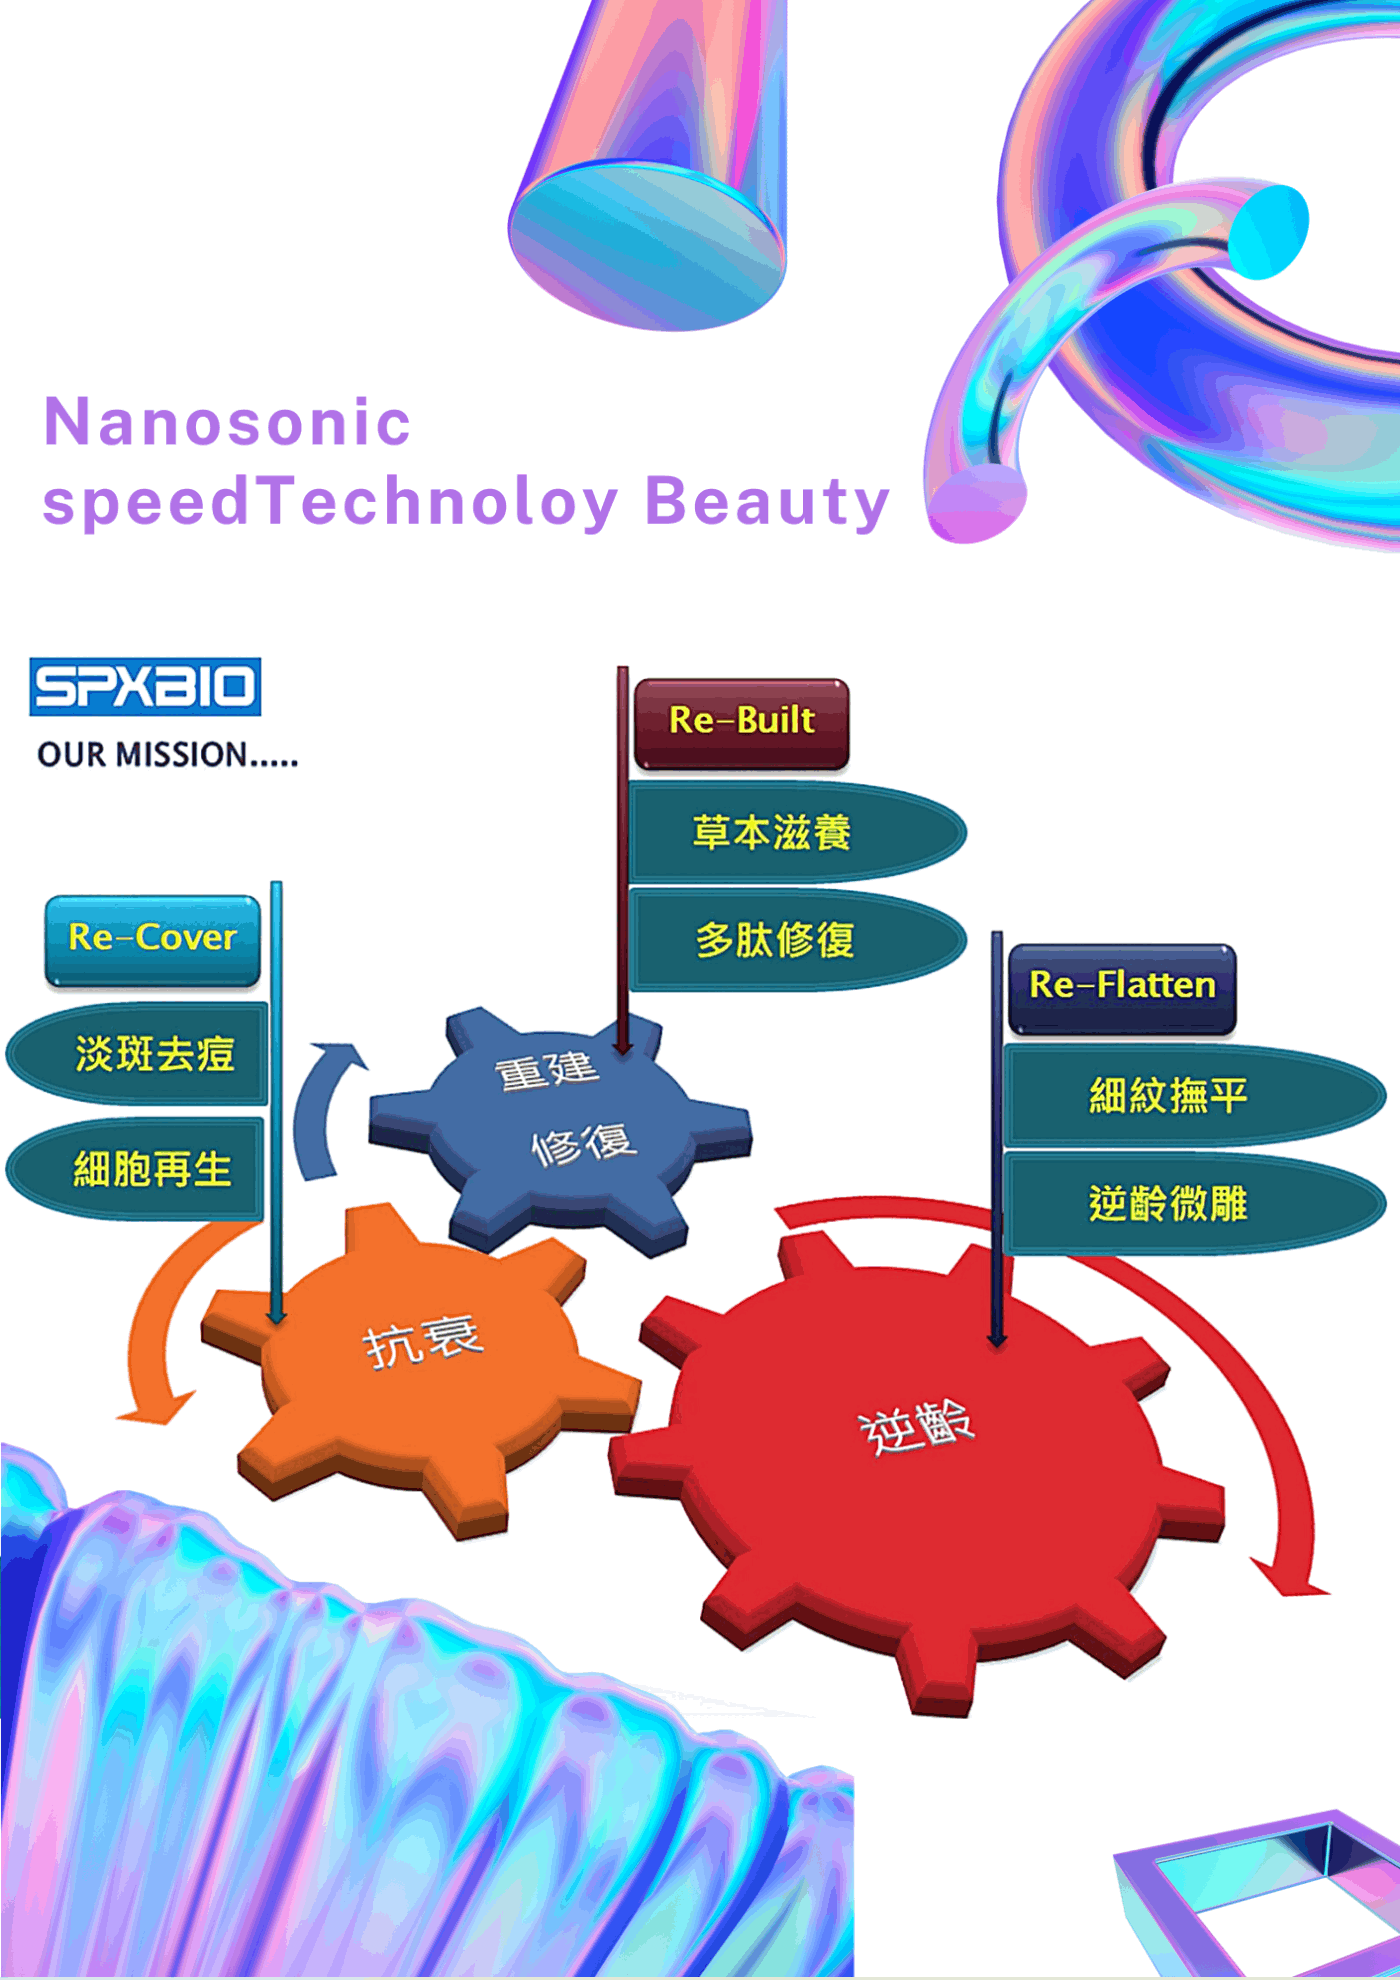 Nanosonic
speedTechnoloy Beauty
SPXBIO
OUR MISSION.....
Re-Built
草本滋養
多肽修復
Re-Cover
淡斑去痘
細胞再生
Re-Flatten
細紋撫平
逆齡微雕
重建
修復
抗衰
逆齡